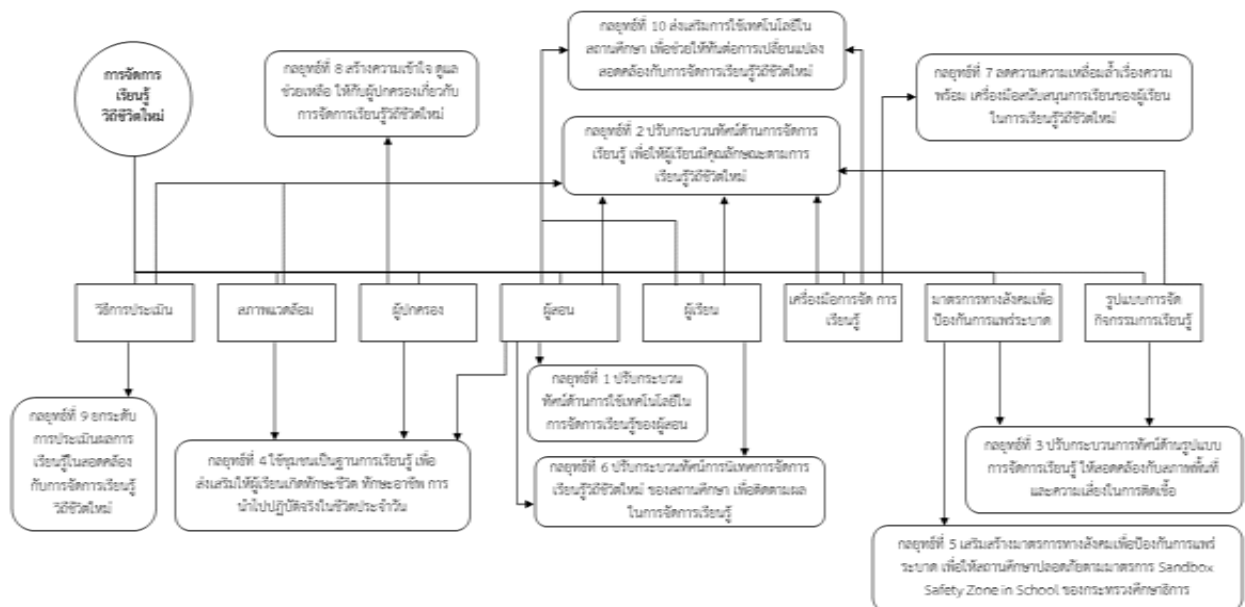 การจัดการ
เรียนรู้
วิถีชีวิตใหม่
กลยุทธ์ที่ 8 สร้างความเข้าใจ ดูแล
ช่วยเหลือ ให้กับผู้ปกครองเกี่ยวกับ
การจัดการเรียนรู้วิถีชีวิตใหม่
กลยุทธ์ที่ 10 ส่งเสริมการใช้เทคโนโลยีใน
สถานศึกษา เพื่อช่วยให้ทันต่อการเปลี่ยนแปลง
สอดคล้องกับการจัดการเรียนรู้วิถีชีวิตใหม่
กลยุทธ์ที่ 7 ลดความความเหลื่อมล้ำเรื่องความ
พร้อม เครื่องมือสนับสนุนการเรียนของผู้เรียน
ในการเรียนรู้วิถีชีวิตใหม่
กลยุทธ์ที่ 2 ปรับกระบวนทัศน์ด้านการจัดการ
เรียนรู้ เพื่อให้ผู้เรียนมีคุณลักษณะตามการ
เรียนรู้วิถีชีวิตใหม่
วิธีการประเมิน
สภาพแวดล้อม
ผู้ปกครอง
ผู้สอน
ผู้เรียน
เครื่องมือการจัด การ
เรียนรู้
มาตรการทางสังคมเพื่อ
ป้องกันการแพร่ระบาด
รูปแบบการจัด
กิจกรรมการเรียนรู้
กลยุทธ์ที่ 9 ยกระดับ
การประเมินผลการ
เรียนรู้ในสอดคล้อง
กับการจัดการเรียนรู้
วิถีชีวิตใหม่
กลยุทธ์ที่ 4 ใช้ชุมชนเป็นฐานการเรียนรู้ เพื่อ
ส่งเสริมให้ผู้เรียนเกิดทักษะชีวิต ทักษะอาชีพ การ
นำไปปฏิบัติจริงในชีวิตประจำวัน
กลยุทธ์ที่ 1 ปรับกระบวน
ทัศน์ด้านการใช้เทคโนโลยีใน
การจัดการเรียนรู้ของผู้สอน
กลยุทธ์ที่ 6 ปรับกระบวนทัศน์การนิเทศการจัดการ
เรียนรู้วิถีชีวิตใหม่ ของสถานศึกษา เพื่อติดตามผล
ในการจัดการเรียนรู้
กลยุทธ์ที่ 3 ปรับกระบวนการทัศน์ด้านรูปแบบ
การจัดการเรียนรู้ ให้สอดคล้องกับสภาพพื้นที่
และความเสี่ยงในการติดเชื้อ
กลยุทธ์ที่ 5 เสริมสร้างมาตรการทางสังคมเพื่อป้องกันการแพร่
ระบาด เพื่อให้สถานศึกษาปลอดภัยตามมาตรการ Sandbox
Safety Zone in School ของกระทรวงศึกษาธิการ